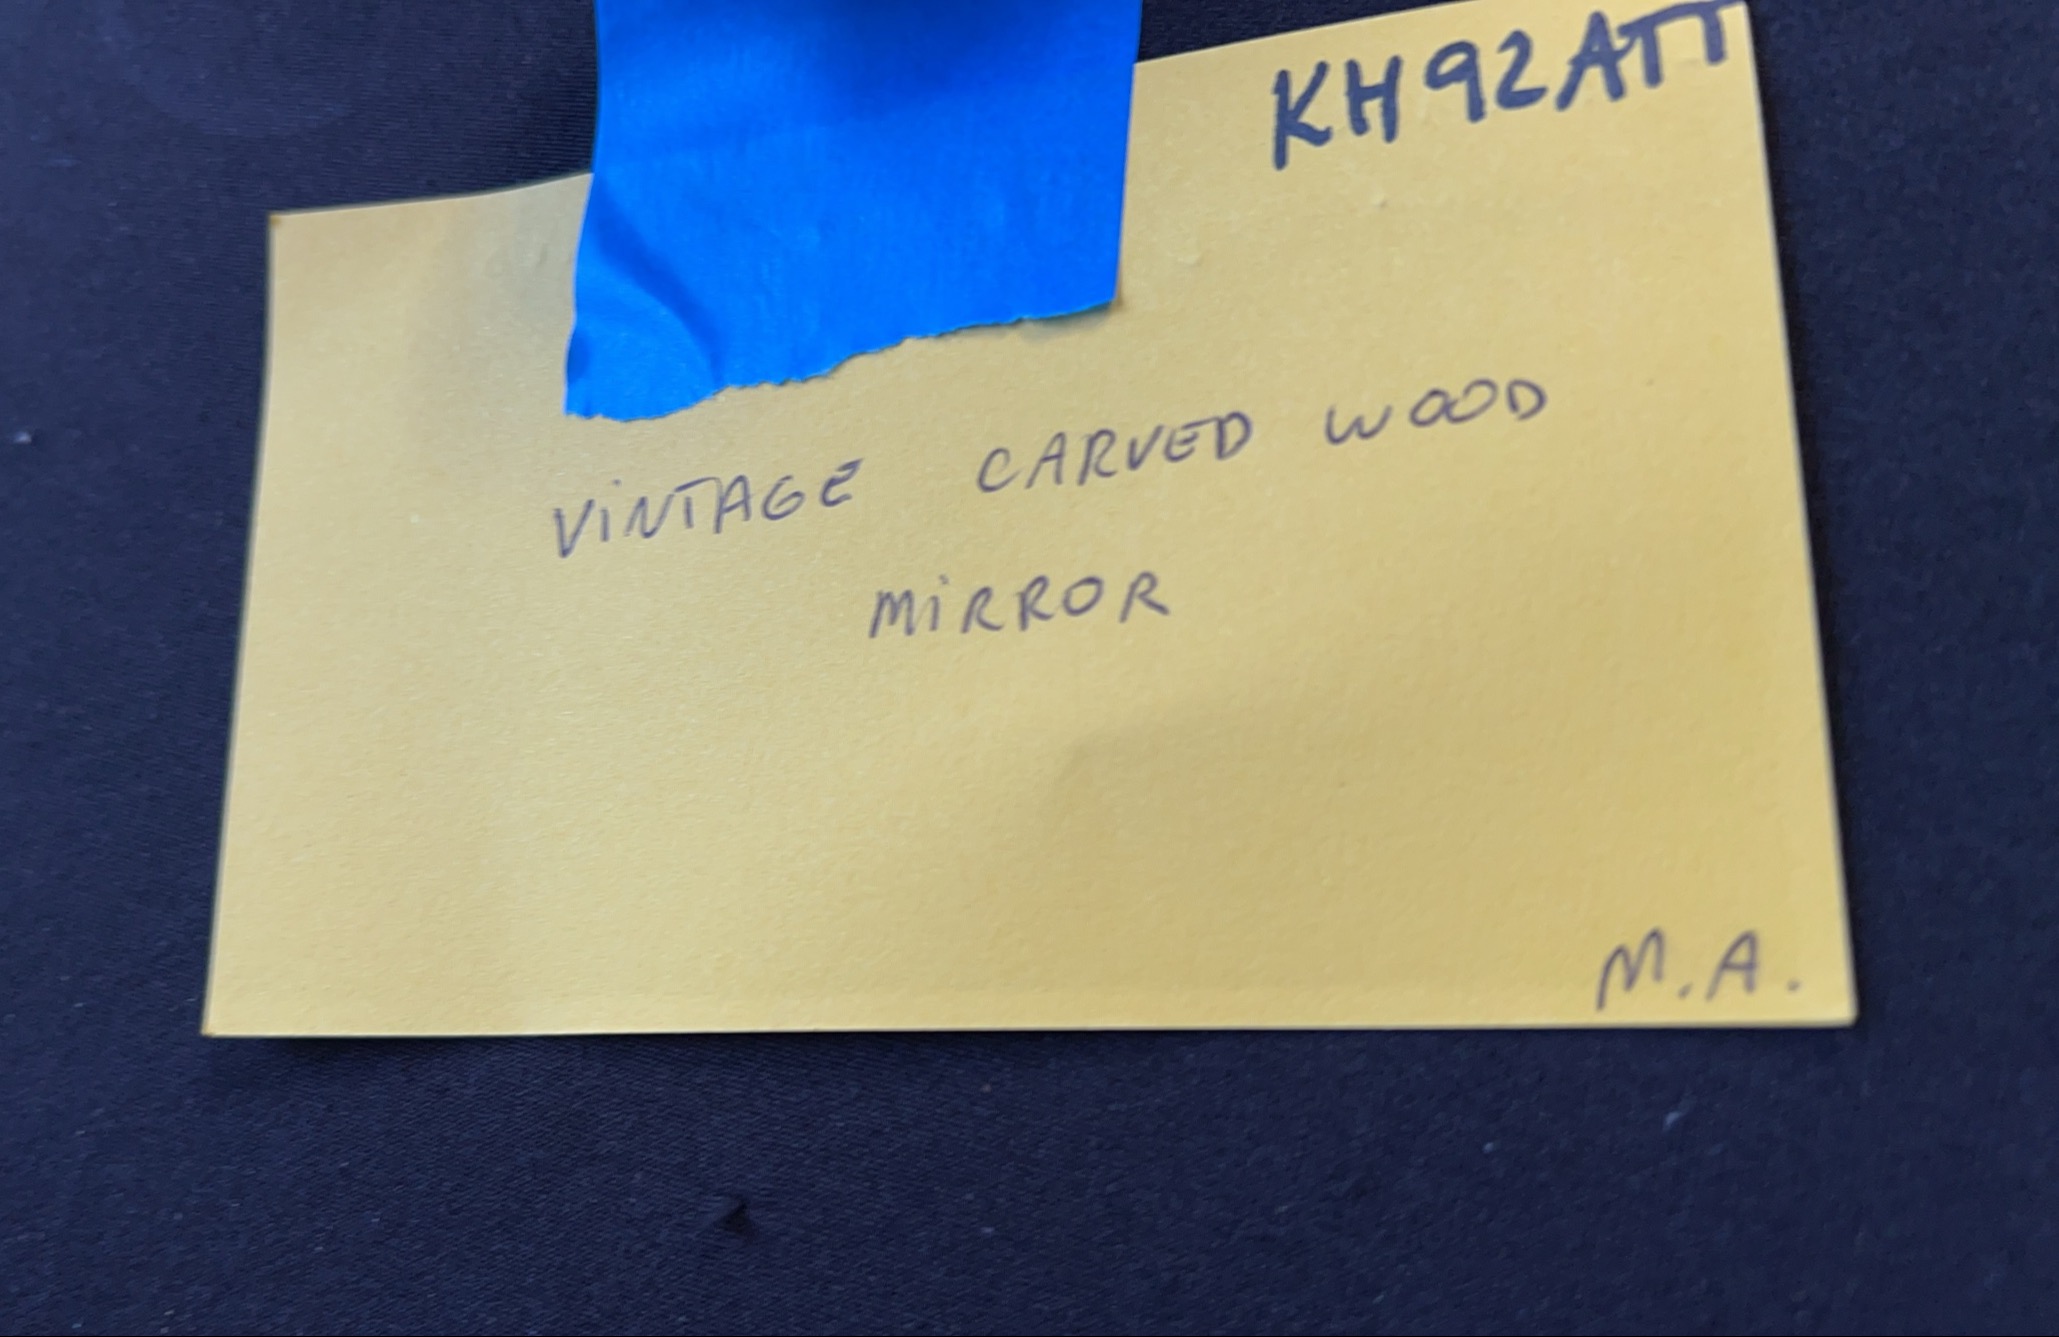 KH92ATT
ViNTAGE CARVED WOOD
MiRROR
M.A.